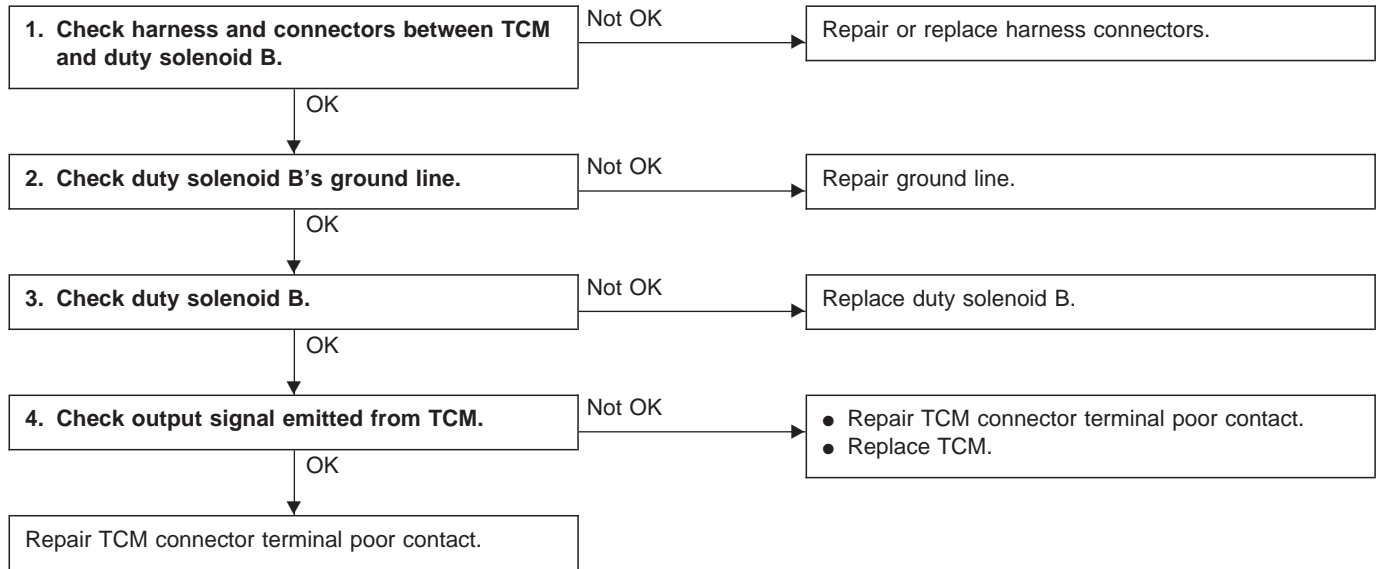 1. Check harness and connectors between TCM
and duty solenoid B.
Not OK
Repair or replace harness connectors.
OK
2. Check duty solenoid B’s ground line.
Not OK
Repair ground line.
OK
3. Check duty solenoid B.
Not OK
Replace duty solenoid B.
OK
4. Check output signal emitted from TCM.
Not OK
● Repair TCM connector terminal poor contact.
● Replace TCM.
OK
Repair TCM connector terminal poor contact.